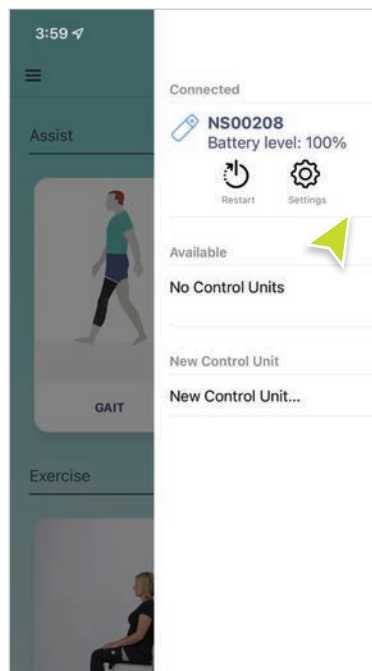 3:59
Connected
NS00208
Battery level: 100%
Restart Settings
Assist
Available
No Control Units
New Control Unit
New Control Unit...
GAIT
Exercise